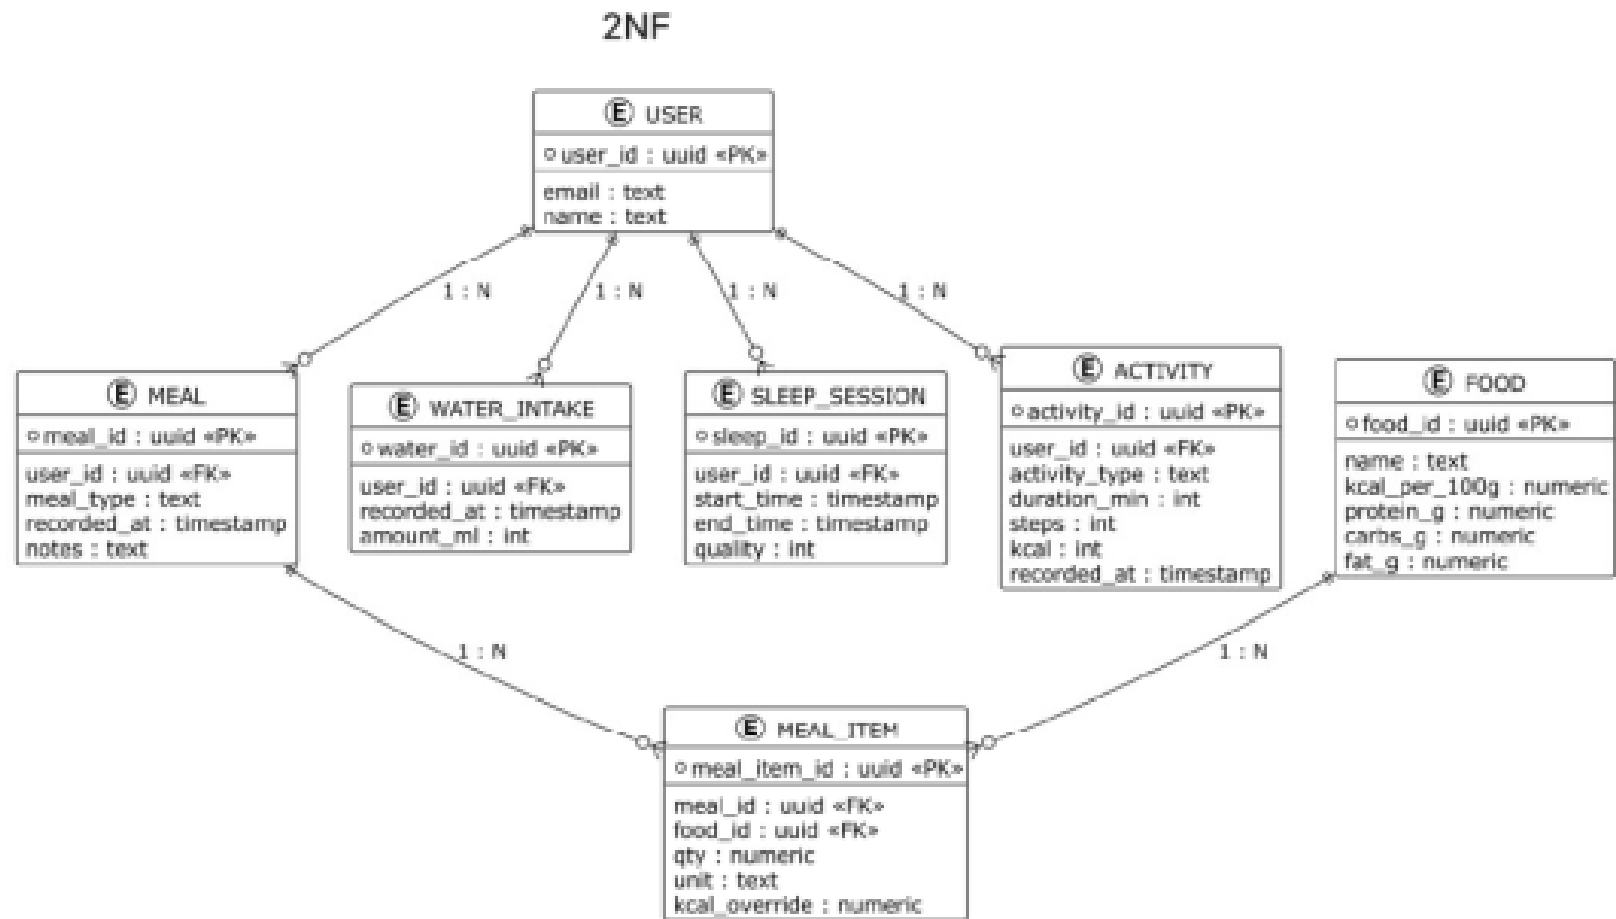 2NF
E USER
user_id : uuid «PK»
email : text
name : text
1 : N
1 : N
1 : N
1 : N
E MEAL
meal_id : uuid «PK»
user_id : uuid «FK»
meal_type : text
recorded_at : timestamp
notes : text
E WATER_INTAKE
water_id : uuid «PK»
user_id : uuid «FK»
recorded_at : timestamp
amount_ml : int
E SLEEP_SESSION
sleep_id : uuid «PK»
user_id : uuid «FK»
start_time : timestamp
end_time : timestamp
quality : int
E ACTIVITY
activity_id : uuid «PK»
user_id : uuid «FK»
activity_type : text
duration_min : int
steps : int
kcal : int
recorded_at : timestamp
E FOOD
food_id : uuid «PK»
name : text
kcal_per_100g : numeric
protein_g : numeric
carbs_g : numeric
fat_g : numeric
1 : N
1 : N
E MEAL_ITEM
meal_item_id : uuid «PK»
meal_id : uuid «FK»
food_id : uuid «FK»
qty : numeric
unit : text
kcal_override : numeric